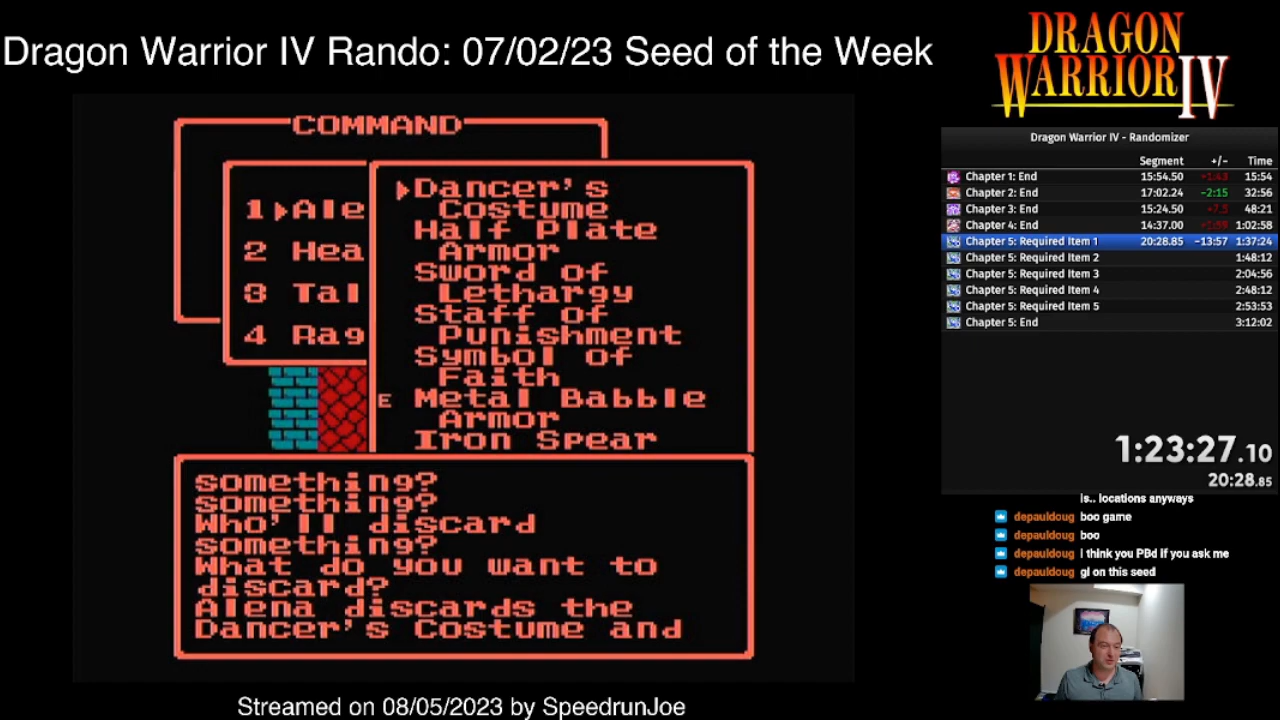 Dragon Warrior IV Rando: 07/02/23 Seed of the Week
DRAGON
WARRIOR IV
COMMAND
1 Ale
2 Hea
3 Tal
4 Rag
Dancer's
Costume
Half Plate
Armor
Sword of
Lethargy
Staff of
Punishment
Symbol of
Faith
E Metal Babble
Armor
Iron Spear
something?
something?
Who'll discard
something?
What do you want to
discard?
Alena discards the
Dancer's Costume and
Dragon Warrior IV - Randomizer
Segment +/- Time
Chapter 1: End 15:54.50 +1:43 15:54
Chapter 2: End 17:02.24 -2:15 32:56
Chapter 3: End 15:24.50 +7.5 48:21
Chapter 4: End 14:37.00 +1:59 1:02:58
Chapter 5: Required Item 1 20:28.85 -13:57 1:37:24
Chapter 5: Required Item 2 1:48:12
Chapter 5: Required Item 3 2:04:56
Chapter 5: Required Item 4 2:48:12
Chapter 5: Required Item 5 2:53:53
Chapter 5: End 3:12:02
1:23:27.10
20:28.85
is.. locations anyways
depauldoug boo game
depauldoug boo
depauldoug i think you PBd if you ask me
depauldoug gl on this seed
Streamed on 08/05/2023 by SpeedrunJoe